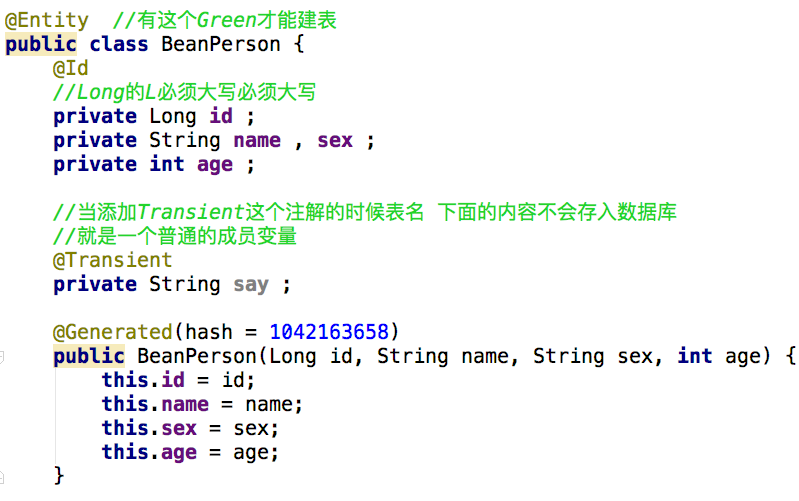 @Entity  //有这个Green才能建表
public class BeanPerson {
    @Id
    //Long的L必须大写必须大写
    private Long id ;
    private String name , sex ;
    private int age ;

    //当添加Transient这个注解的时候表名 下面的内容不会存入数据库
    //就是一个普通的成员变量
    @Transient
    private String say ;

    @Generated(hash = 1042163658)
    public BeanPerson(Long id, String name, String sex, int age) {
        this.id = id;
        this.name = name;
        this.sex = sex;
        this.age = age;
    }